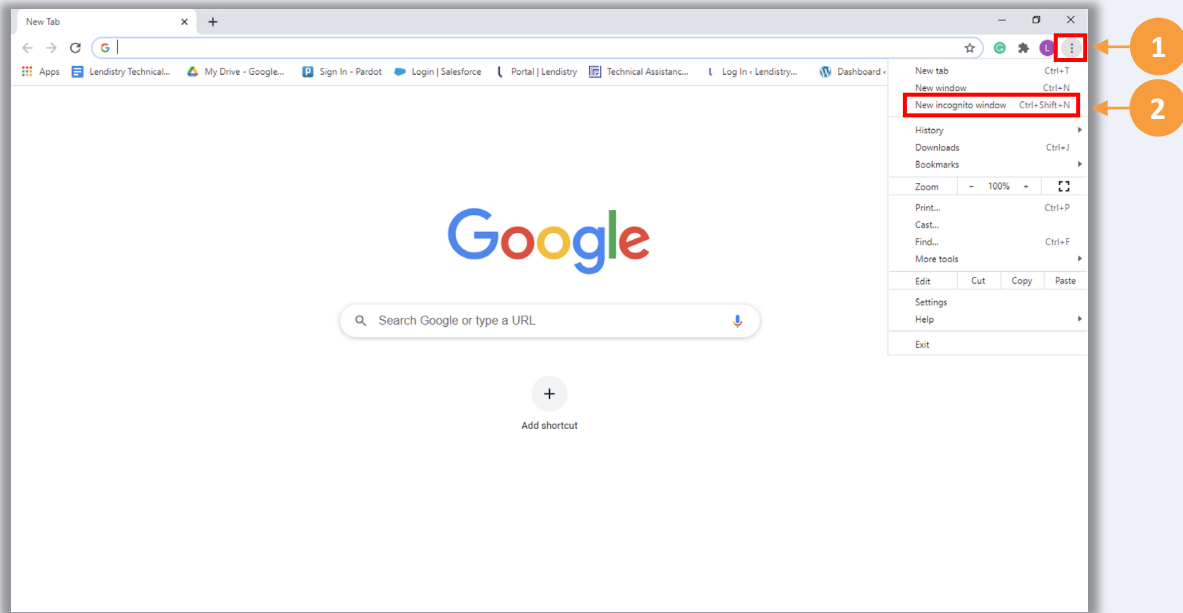 New Tab
G
Apps Lendistry Technical... My Drive - Google... Sign In - Pardot Login | Salesforce Portal | Lendistry Technical Assistanc... Log In ‹ Lendistry... Dashboard ‹
L
1
New tab Ctrl+T
New window Ctrl+N
New incognito window Ctrl+Shift+N
2
History
Downloads Ctrl+J
Bookmarks
Zoom - 100% +
Print... Ctrl+P
Cast...
Find... Ctrl+F
More tools
Edit Cut Copy Paste
Settings
Help
Exit
Google
Search Google or type a URL
Add shortcut